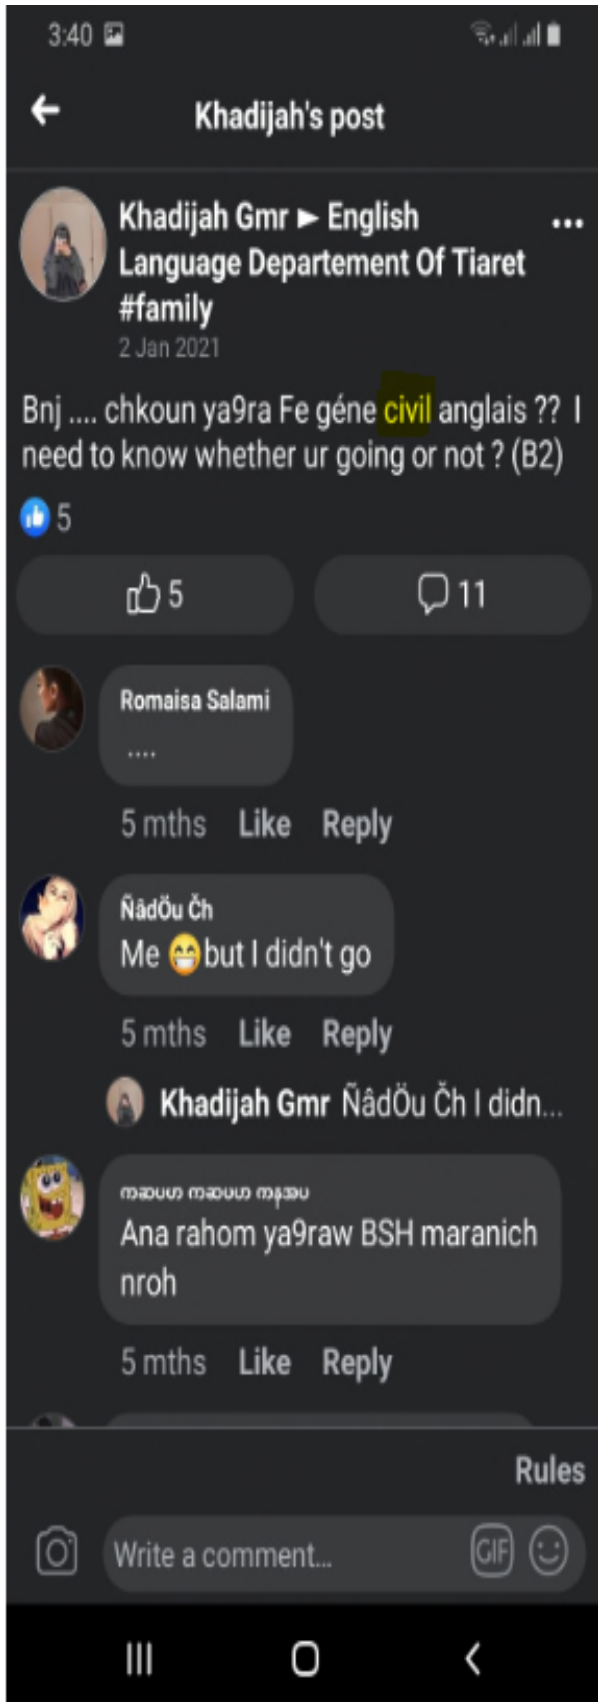 3:40
Khadijah's post
Khadijah Gmr ► English
Language Departement Of Tiaret
#family
2 Jan 2021
Bnj .... chkoun ya9ra Fe géne civil anglais ?? I
need to know whether ur going or not ? (B2)
5
5
11
Romaisa Salami
....
5 mths Like Reply
ÑâdÖu Čh
Me 😁but I didn't go
5 mths Like Reply
Khadijah Gmr ÑâdÖu Čh I didn...
Ana rahom ya9raw BSH maranich
nroh
5 mths Like Reply
Rules
Write a comment...
GIF